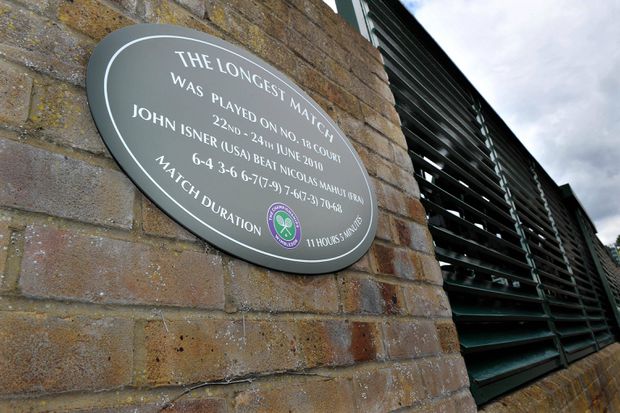 THE LONGEST MATCH
WAS PLAYED ON NO. 18 COURT
22ND - 24TH JUNE 2010
JOHN ISNER (USA) BEAT NICOLAS MAHUT (FRA)
6-4 3-6 6-7(7-9) 7-6(7-3) 70-68
MATCH DURATION 11 HOURS 5 MINUTES